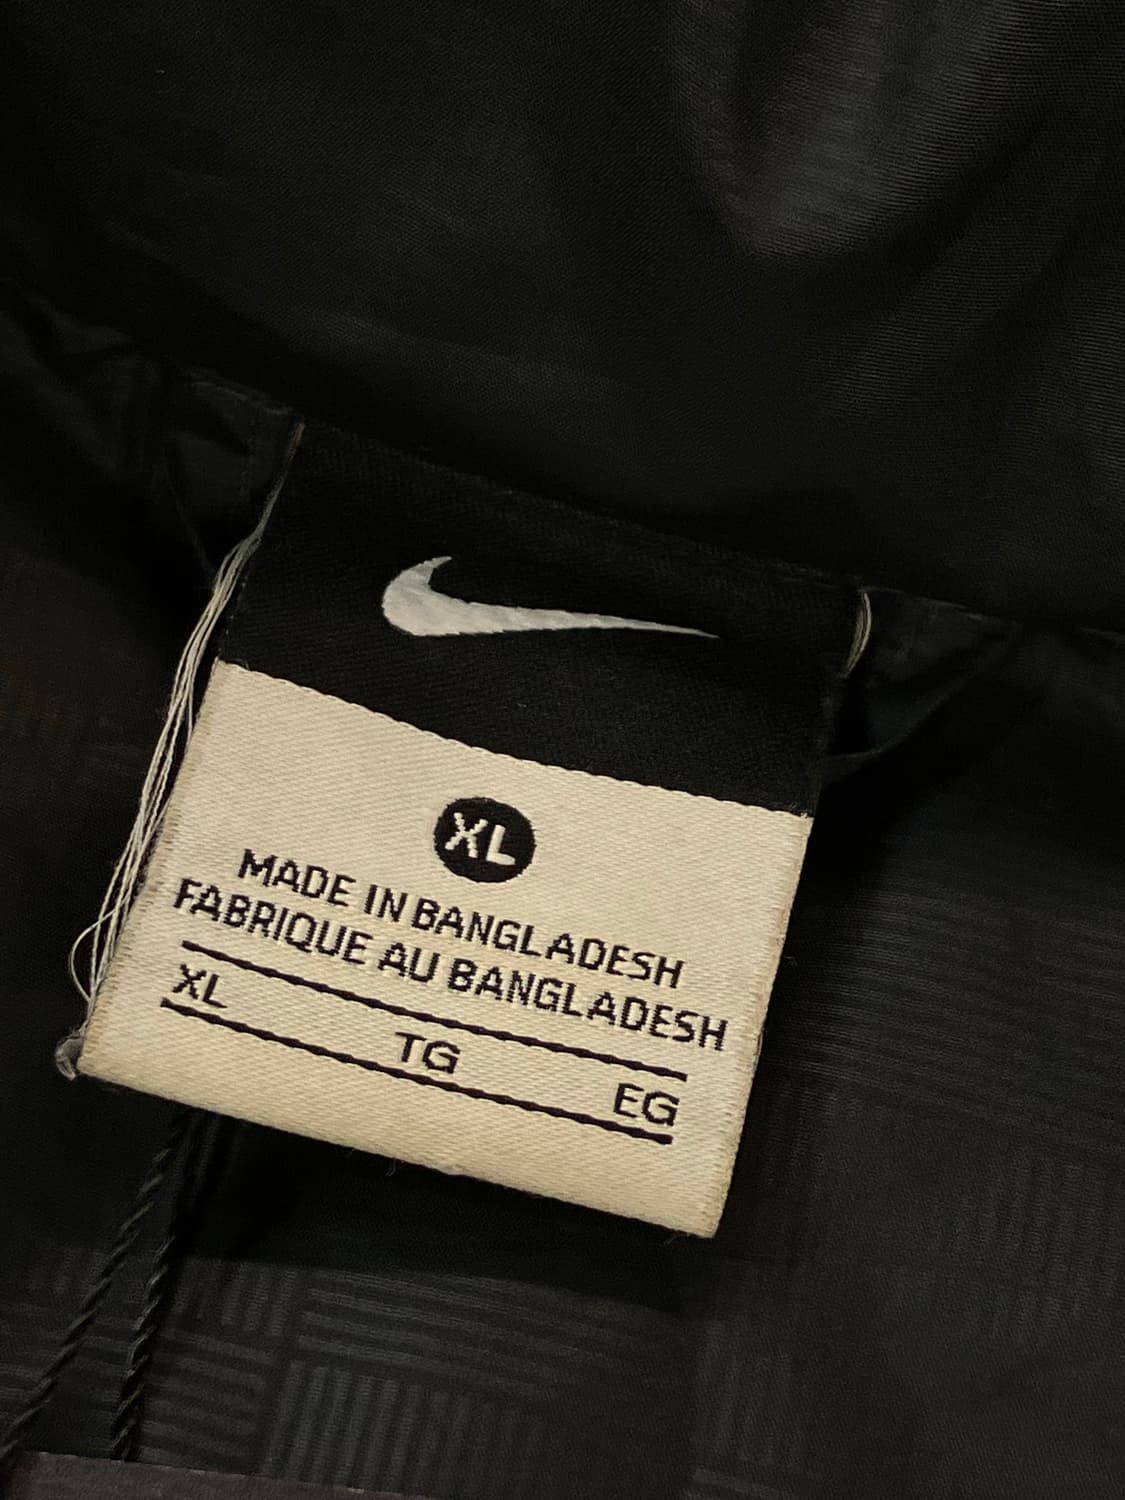 XL
MADE IN BANGLADESH
FABRIQUE AU BANGLADESH
XL TG EG